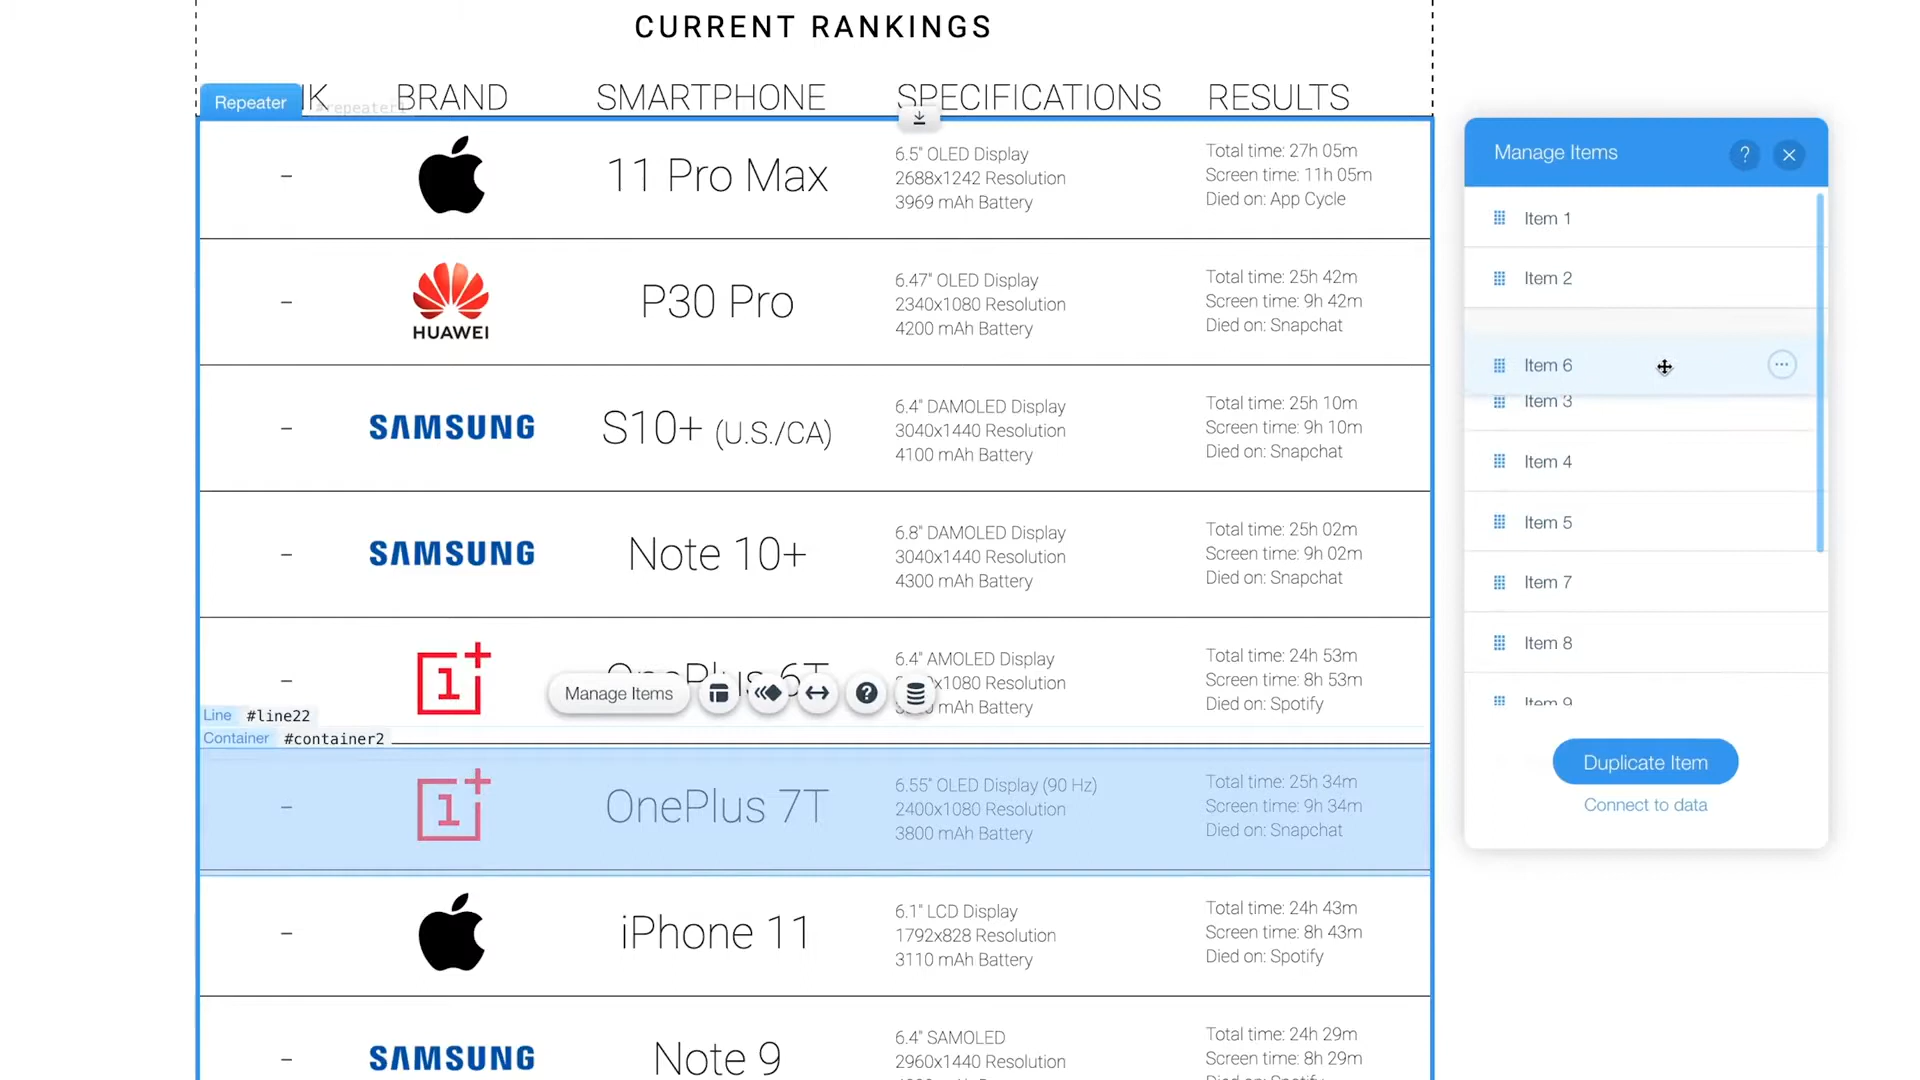 CURRENT RANKINGS
Repeater
#repeater1
BRAND
SMARTPHONE
SPECIFICATIONS
RESULTS
–
11 Pro Max
6.5" OLED Display
2688x1242 Resolution
3969 mAh Battery
Total time: 27h 05m
Screen time: 11h 05m
Died on: App Cycle
–
HUAWEI
P30 Pro
6.47" OLED Display
2340x1080 Resolution
4200 mAh Battery
Total time: 25h 42m
Screen time: 9h 42m
Died on: Snapchat
–
SAMSUNG
S10+ (U.S./CA)
6.4" DAMOLED Display
3040x1440 Resolution
4100 mAh Battery
Total time: 25h 10m
Screen time: 9h 10m
Died on: Snapchat
–
SAMSUNG
Note 10+
6.8" DAMOLED Display
3040x1440 Resolution
4300 mAh Battery
Total time: 25h 02m
Screen time: 9h 02m
Died on: Snapchat
–
1+
OnePlus 6T
6.4" AMOLED Display
x1080 Resolution
mAh Battery
Total time: 24h 53m
Screen time: 8h 53m
Died on: Spotify
Manage Items
Line #line22
Container #container2
–
1+
OnePlus 7T
6.55" OLED Display (90 Hz)
2400x1080 Resolution
3800 mAh Battery
Total time: 25h 34m
Screen time: 9h 34m
Died on: Snapchat
–
iPhone 11
6.1" LCD Display
1792x828 Resolution
3110 mAh Battery
Total time: 24h 43m
Screen time: 8h 43m
Died on: Spotify
–
SAMSUNG
Note 9
6.4" SAMOLED
2960x1440 Resolution
Total time: 24h 29m
Screen time: 8h 29m
Manage Items
?
Item 1
Item 2
Item 6
Item 3
Item 4
Item 5
Item 7
Item 8
Item 9
Duplicate Item
Connect to data